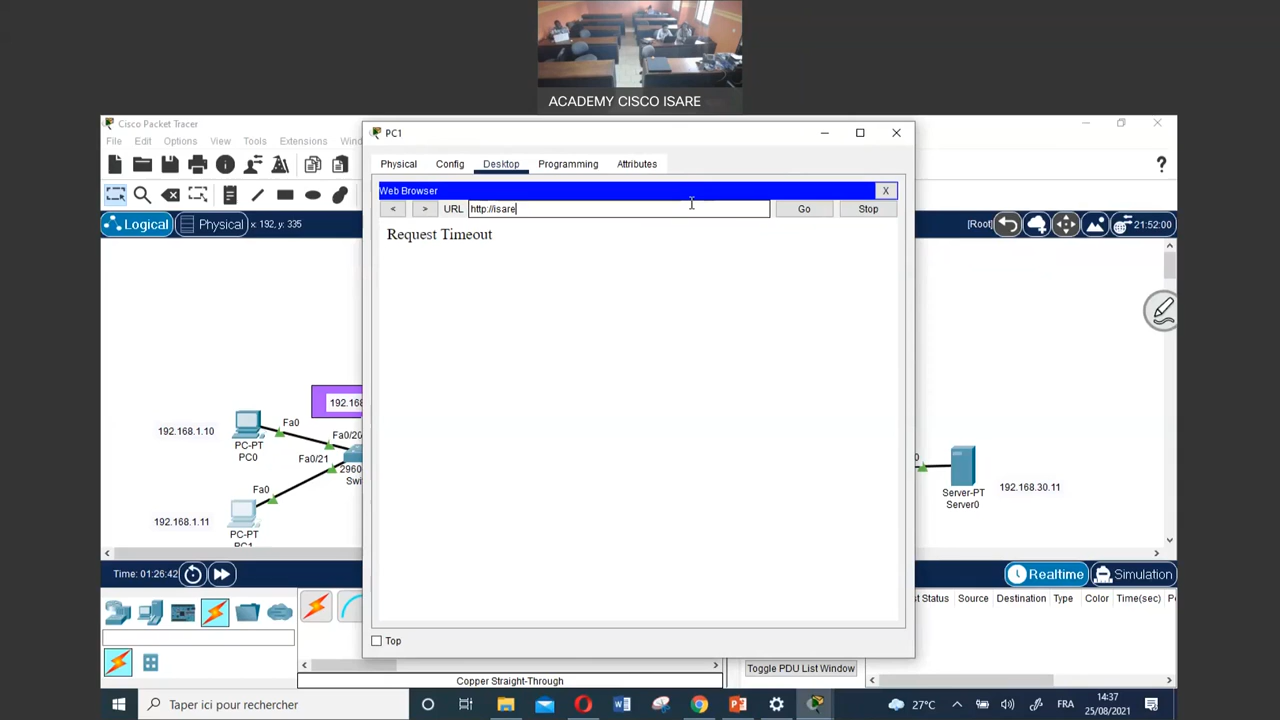 ACADEMY CISCO ISARE
Cisco Packet Tracer
File Edit Options View Tools Extensions
PC1
Physical Config Desktop Programming Attributes
Web Browser X
< > URL http://isare Go Stop
Request Timeout
Logical Physical x: 192, y: 335
[Root] 21:52:00
192.168.1.10
PC-PT
PC0
Fa0
Fa0/20
Fa0/21
2960
Fa0
192.168.1.11
PC-PT
PC1
Server-PT
Server0
192.168.30.11
Time: 01:26:42
Realtime Simulation
Status Source Destination Type Color Time(sec)
Top
Toggle PDU List Window
Copper Straight-Through
Taper ici pour rechercher
27°C FRA
14:37
25/08/2021